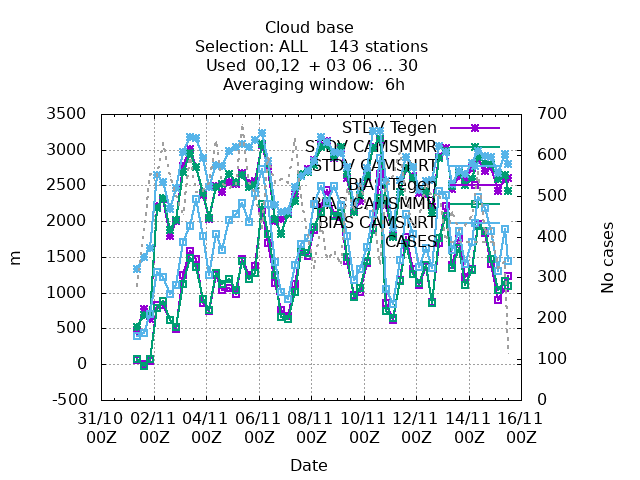 Cloud base
Selection: ALL    143 stations
Used  00,12  + 03 06 ... 30
Averaging window:  6h
3500
3000
2500
2000
1500
1000
500
0
-500
m
700
600
500
400
300
200
100
0
No cases
STDV Tegen
STDV CAMSMMR
STDV CAMSNRT
BIAS Tegen
BIAS CAMSMMR
BIAS CAMSNRT
CASES
31/10 02/11 04/11 06/11 08/11 10/11 12/11 14/11 16/11
00Z 00Z 00Z 00Z 00Z 00Z 00Z 00Z 00Z
Date